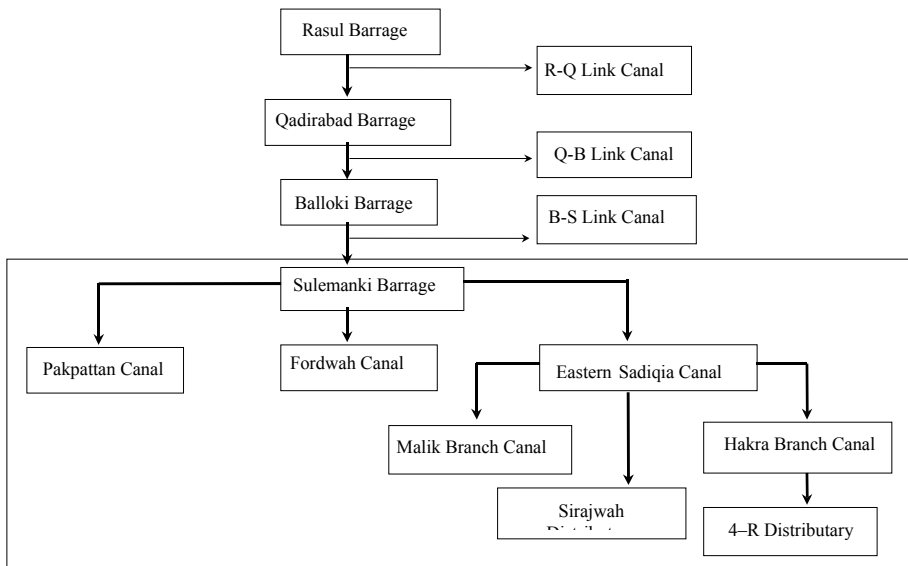 Rasul Barrage
R-Q Link Canal
Qadirabad Barrage
Q-B Link Canal
Balloki Barrage
B-S Link Canal
Sulemanki Barrage
Pakpattan Canal
Fordwah Canal
Eastern Sadiqia Canal
Malik Branch Canal
Hakra Branch Canal
Sirajwah
4–R Distributary